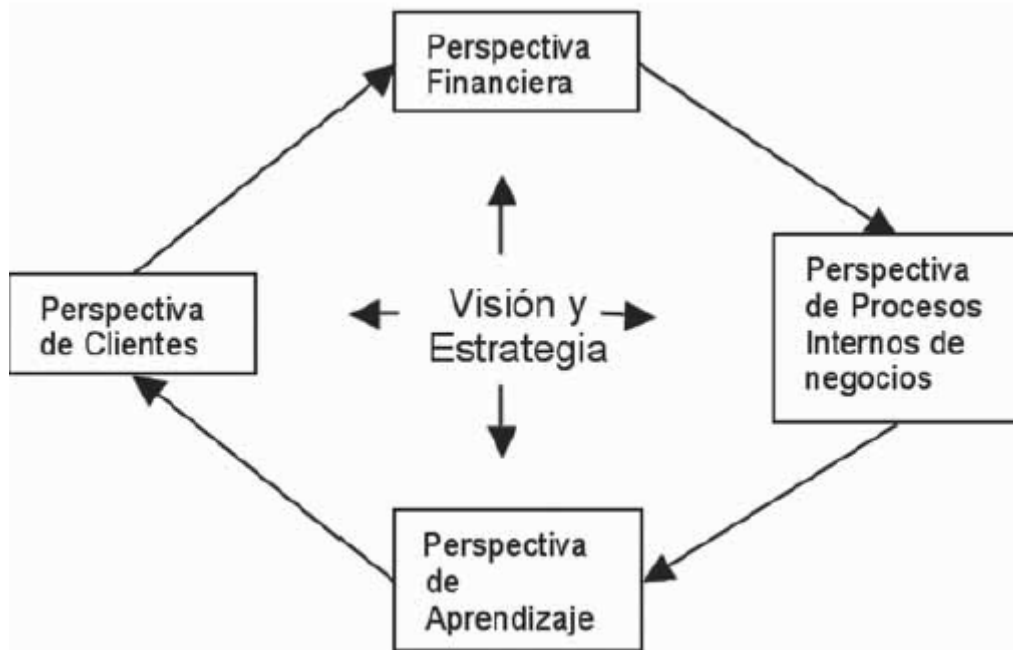 Perspectiva
Financiera
Perspectiva
de Clientes
Visión y
Estrategia
Perspectiva
de Procesos
Internos de
negocios
Perspectiva
de
Aprendizaje